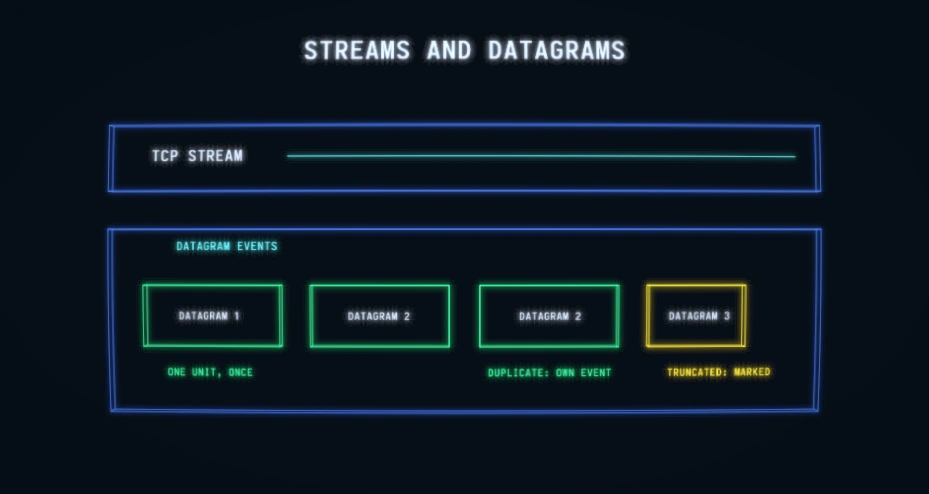 STREAMS AND DATAGRAMS
TCP STREAM
DATAGRAM EVENTS
DATAGRAM 1
DATAGRAM 2
DATAGRAM 2
DATAGRAM 3
ONE UNIT, ONCE
DUPLICATE: OWN EVENT
TRUNCATED: MARKED